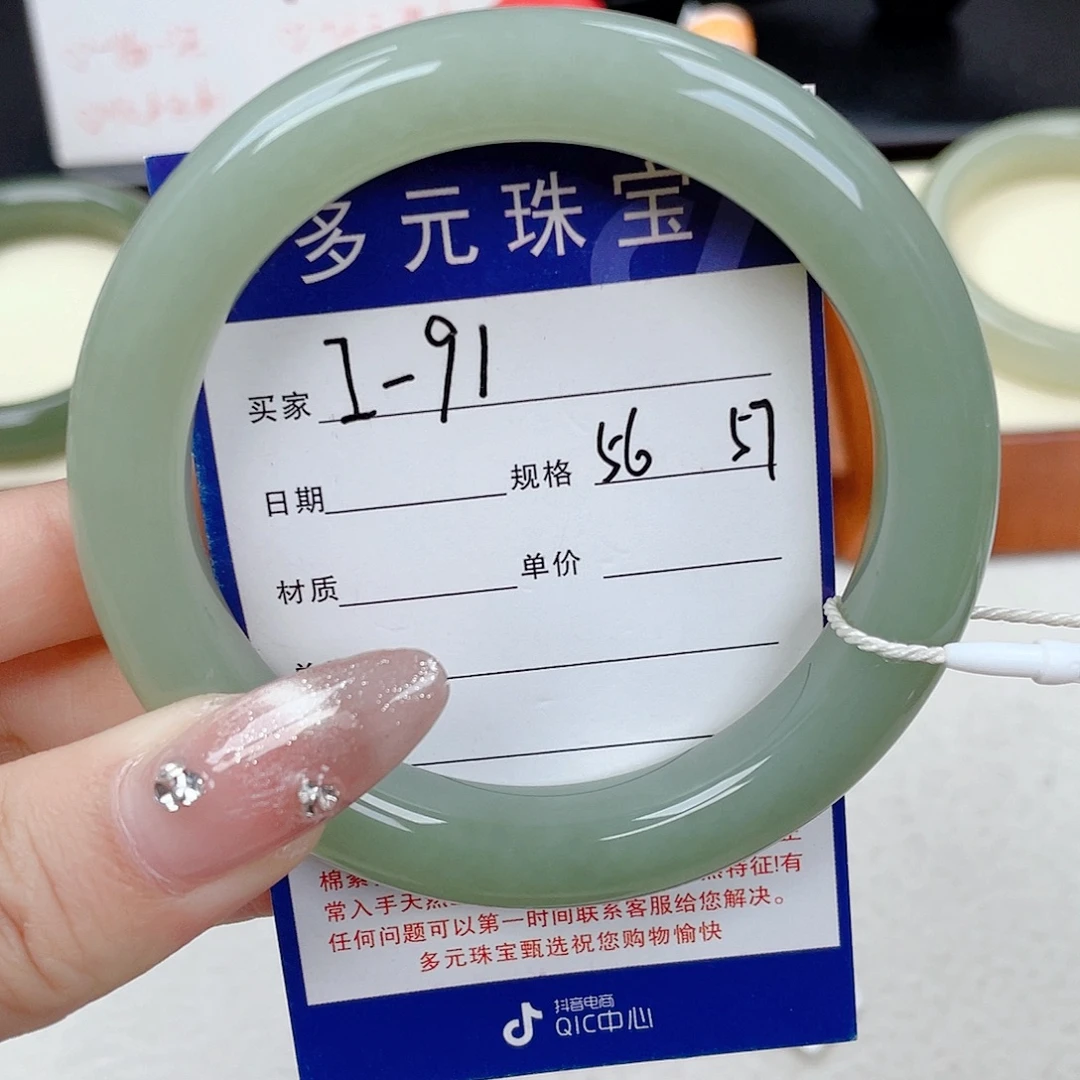 多元珠宝
买家 I-91
日期 规格 56 57
材质 单价
特征!有
常入手天然
任何问题可以第一时间联系客服给您解决。
多元珠宝甄选祝您购物愉快
抖音电商
QIC中心